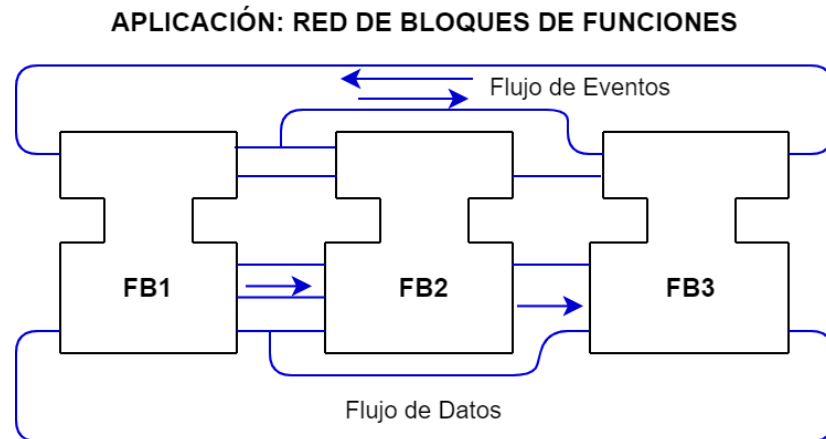 APLICACIÓN: RED DE BLOQUES DE FUNCIONES
Flujo de Eventos
FB1
FB2
FB3
Flujo de Datos